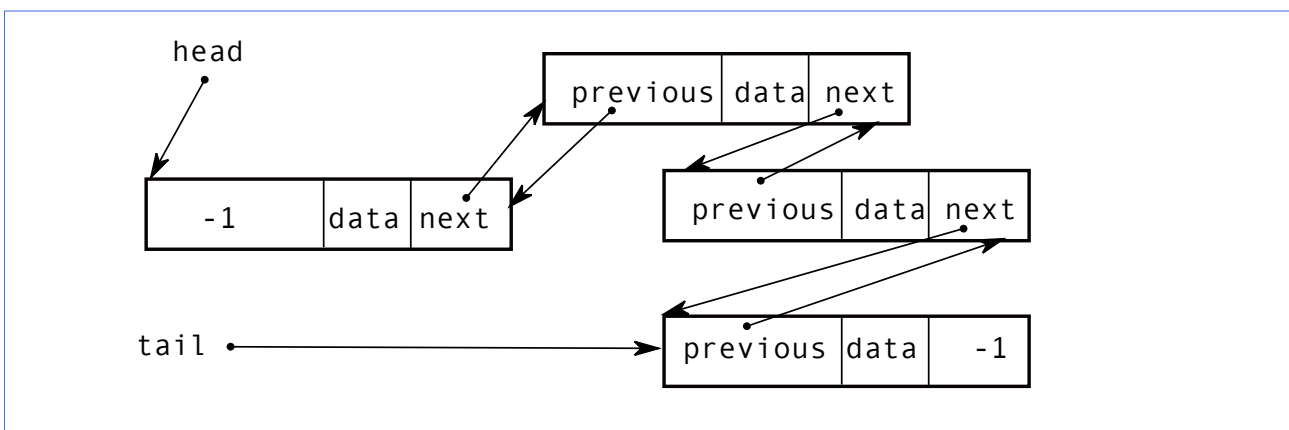 head
previous data next
-1 data next
previous data next
tail
previous data -1